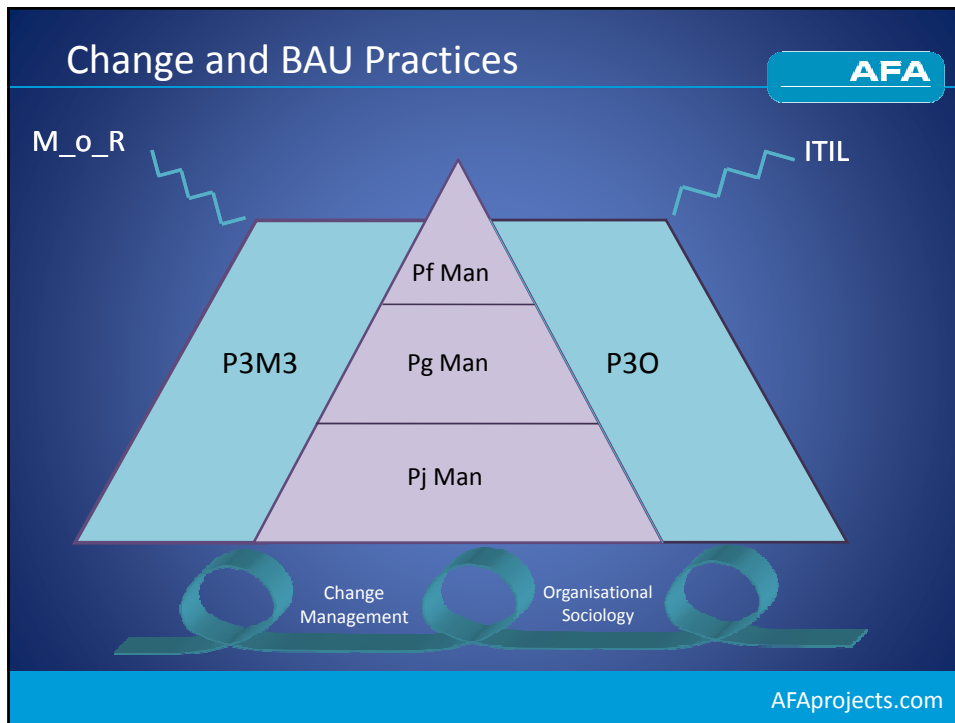 Change and BAU Practices
AFA
M_o_R
ITIL
Pf Man
P3M3
Pg Man
P3O
Pj Man
Change
Management
Organisational
Sociology
AFAprojects.com